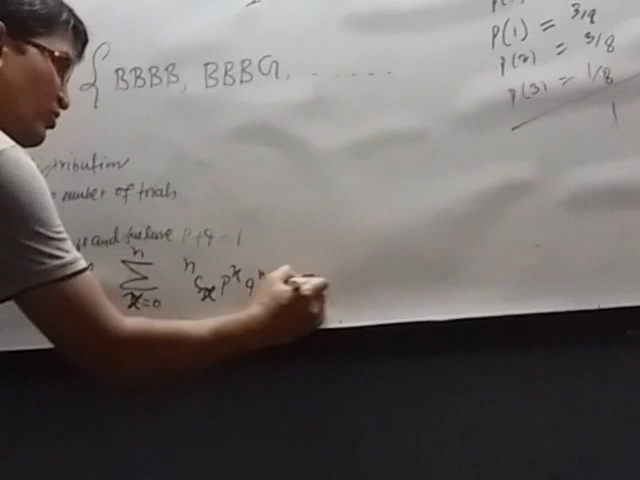 P(1) = 3/8
P(2) = 3/8
P(3) = 1/8
1
{ BBBB, BBBG, ......
number of trials
and failure p+q = 1
n
∑ ⁿCₓ pˣ qⁿ
x=0